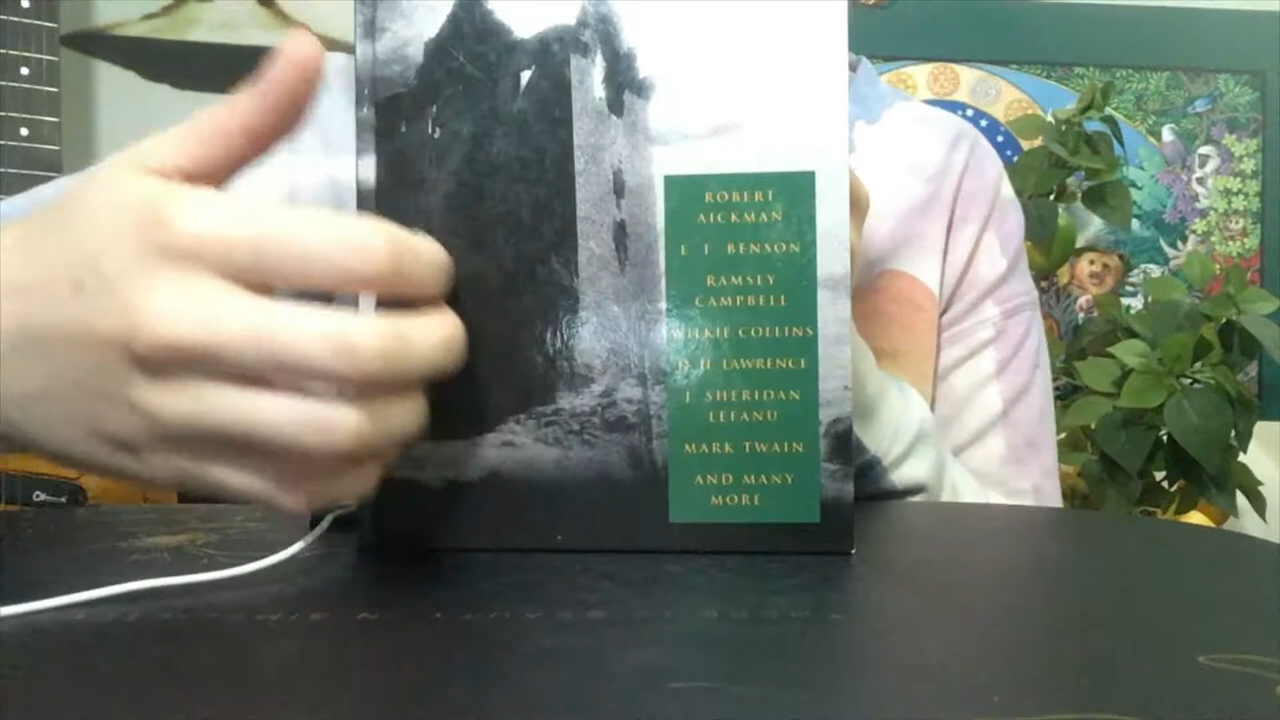 ROBERT
AICKMAN
E F BENSON
RAMSEY
CAMPBELL
WILKIE COLLINS
D H LAWRENCE
J SHERIDAN
LEFANU
MARK TWAIN
AND MANY
MORE